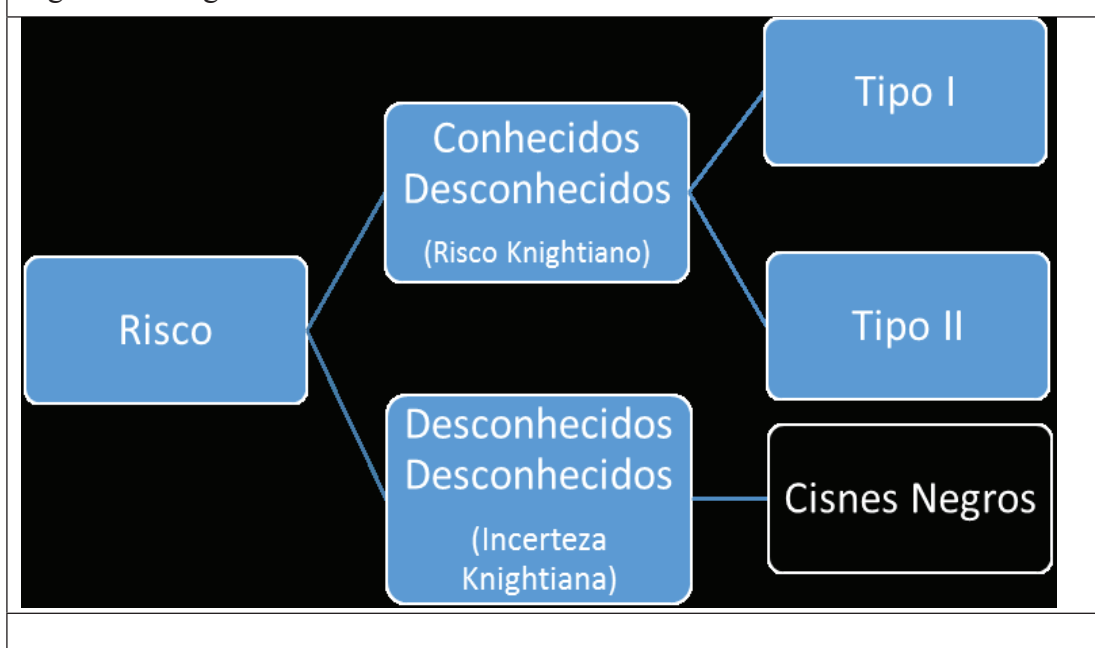 Tipo I
Conhecidos
Desconhecidos
(Risco Knightiano)
Risco
Tipo II
Desconhecidos
Desconhecidos
(Incerteza
Knightiana)
Cisnes Negros